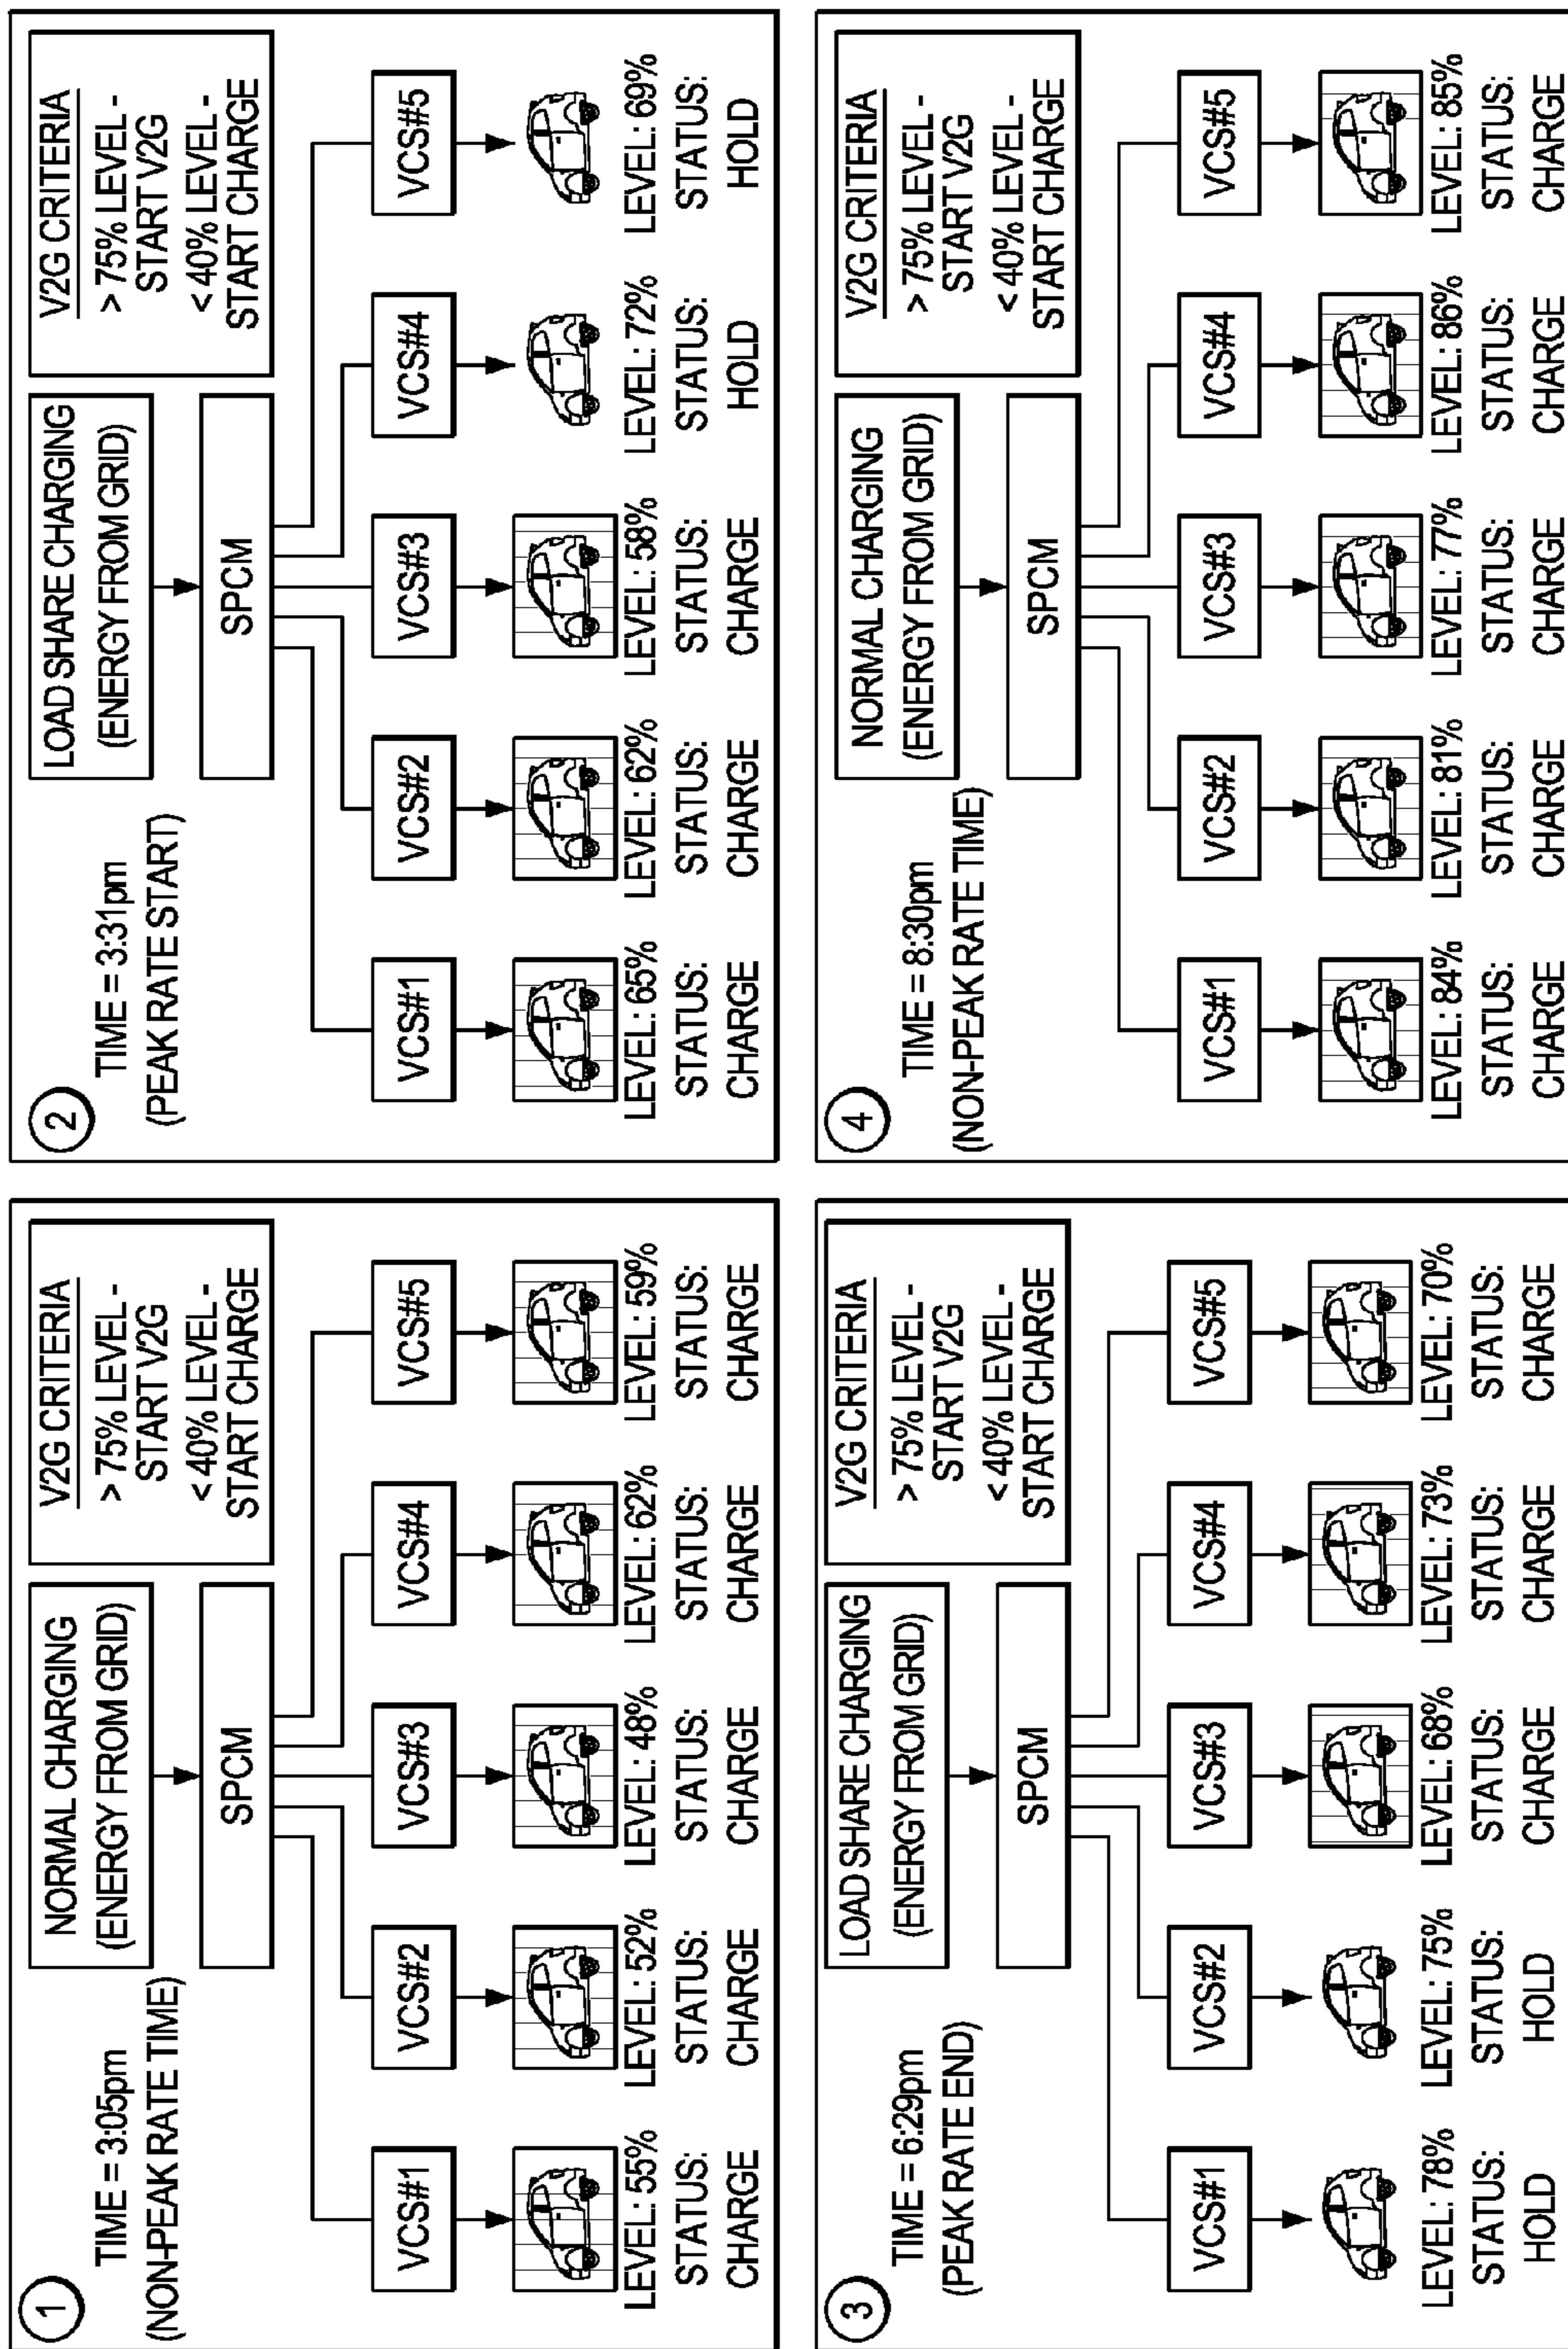 1
TIME = 3:05pm
(NON-PEAK RATE TIME)
NORMAL CHARGING
(ENERGY FROM GRID)
V2G CRITERIA
> 75% LEVEL -
START V2G
< 40% LEVEL -
START CHARGE
SPCM
VCS#1 VCS#2 VCS#3 VCS#4 VCS#5
LEVEL: 55% LEVEL: 52% LEVEL: 48% LEVEL: 62% LEVEL: 59%
STATUS: STATUS: STATUS: STATUS: STATUS:
CHARGE CHARGE CHARGE CHARGE CHARGE
2
TIME = 3:31pm
(PEAK RATE START)
LOAD SHARE CHARGING
(ENERGY FROM GRID)
V2G CRITERIA
> 75% LEVEL -
START V2G
< 40% LEVEL -
START CHARGE
SPCM
VCS#1 VCS#2 VCS#3 VCS#4 VCS#5
LEVEL: 65% LEVEL: 62% LEVEL: 58% LEVEL: 72% LEVEL: 69%
STATUS: STATUS: STATUS: STATUS: STATUS:
CHARGE CHARGE CHARGE HOLD HOLD
3
TIME = 6:29pm
(PEAK RATE END)
LOAD SHARE CHARGING
(ENERGY FROM GRID)
V2G CRITERIA
> 75% LEVEL -
START V2G
< 40% LEVEL -
START CHARGE
SPCM
VCS#1 VCS#2 VCS#3 VCS#4 VCS#5
LEVEL: 78% LEVEL: 75% LEVEL: 68% LEVEL: 73% LEVEL: 70%
STATUS: STATUS: STATUS: STATUS: STATUS:
HOLD HOLD CHARGE CHARGE CHARGE
4
TIME = 8:30pm
(NON-PEAK RATE TIME)
NORMAL CHARGING
(ENERGY FROM GRID)
V2G CRITERIA
> 75% LEVEL -
START V2G
< 40% LEVEL -
START CHARGE
SPCM
VCS#1 VCS#2 VCS#3 VCS#4 VCS#5
LEVEL: 84% LEVEL: 81% LEVEL: 77% LEVEL: 86% LEVEL: 85%
STATUS: STATUS: STATUS: STATUS: STATUS:
CHARGE CHARGE CHARGE CHARGE CHARGE